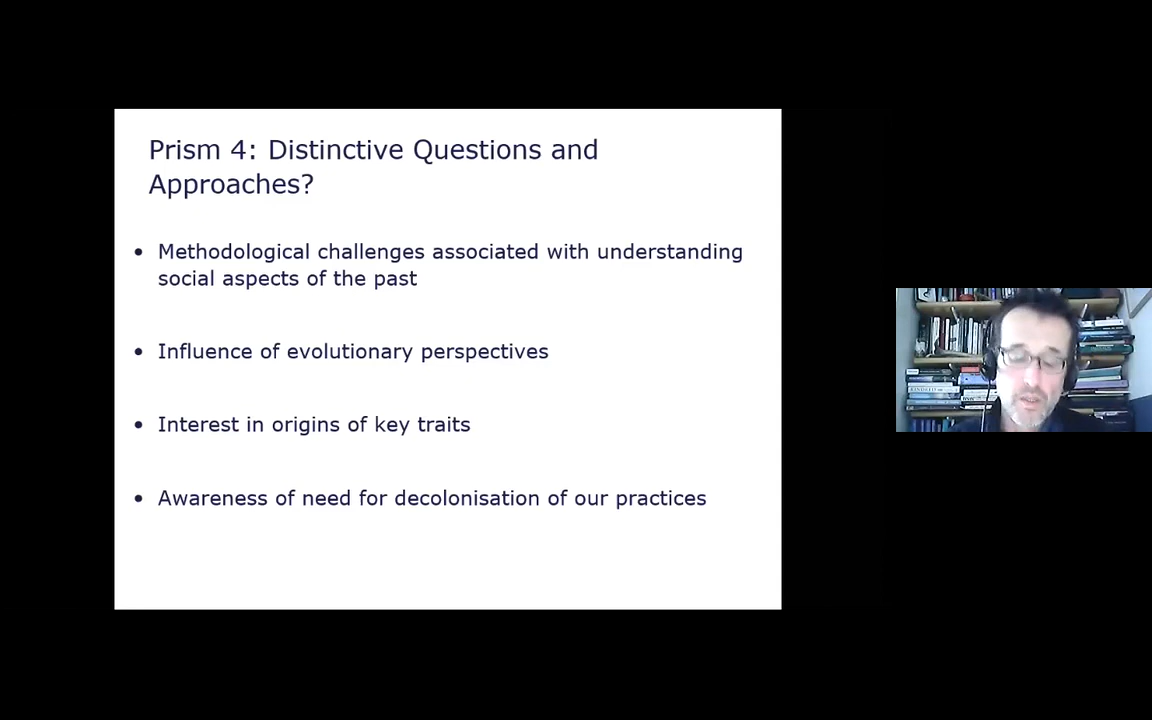 Prism 4: Distinctive Questions and
Approaches?
• Methodological challenges associated with understanding
social aspects of the past
• Influence of evolutionary perspectives
• Interest in origins of key traits
• Awareness of need for decolonisation of our practices